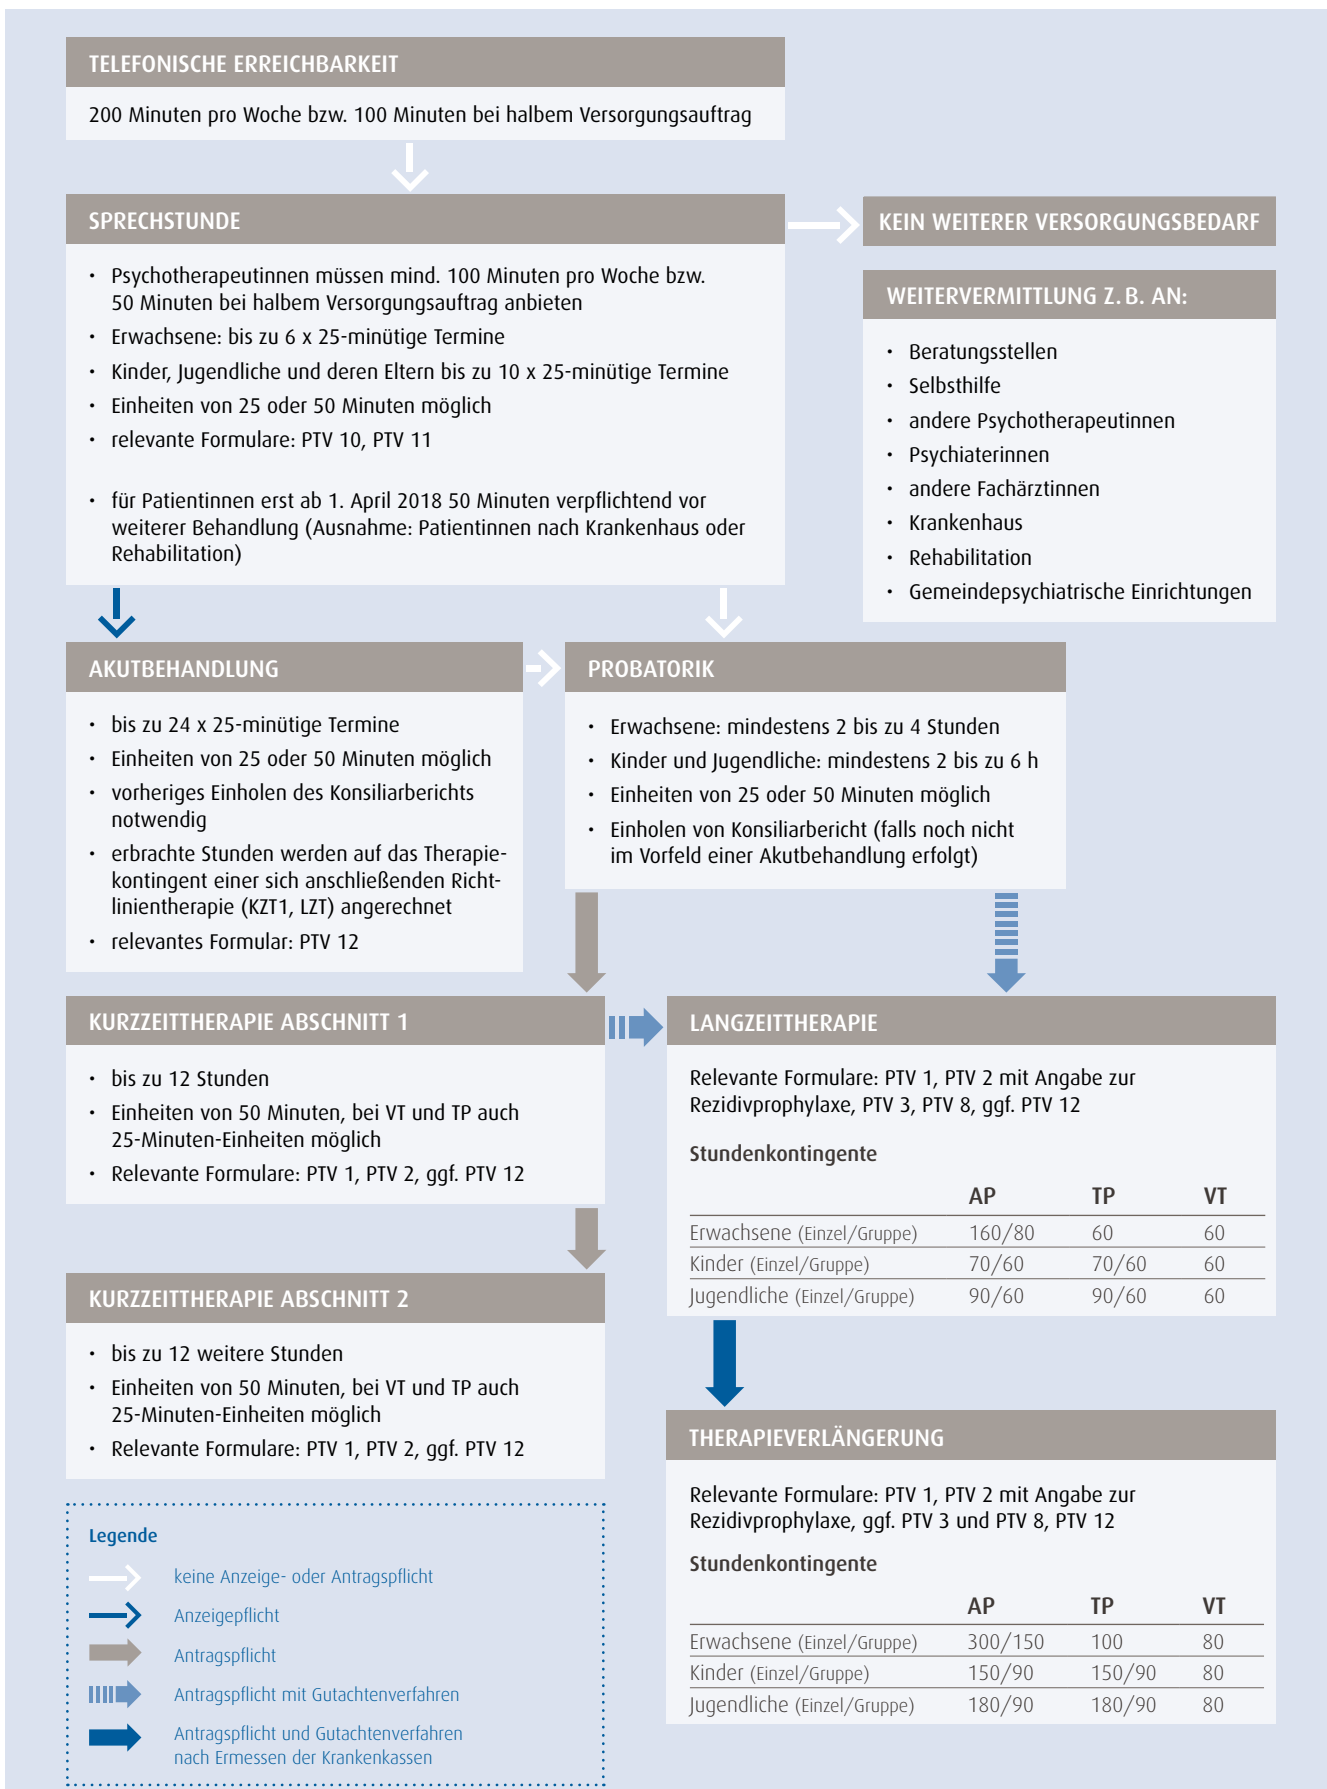 TELEFONISCHE ERREICHBARKEIT
200 Minuten pro Woche bzw. 100 Minuten bei halbem Versorgungsauftrag
SPRECHSTUNDE
• Psychotherapeutinnen müssen mind. 100 Minuten pro Woche bzw.
50 Minuten bei halbem Versorgungsauftrag anbieten
• Erwachsene: bis zu 6 x 25-minütige Termine
• Kinder, Jugendliche und deren Eltern bis zu 10 x 25-minütige Termine
• Einheiten von 25 oder 50 Minuten möglich
• relevante Formulare: PTV 10, PTV 11
• für Patientinnen erst ab 1. April 2018 50 Minuten verpflichtend vor
weiterer Behandlung (Ausnahme: Patientinnen nach Krankenhaus oder
Rehabilitation)
KEIN WEITERER VERSORGUNGSBEDARF
WEITERVERMITTLUNG Z. B. AN:
• Beratungsstellen
• Selbsthilfe
• andere Psychotherapeutinnen
• Psychiaterinnen
• andere Fachärztinnen
• Krankenhaus
• Rehabilitation
• Gemeindepsychiatrische Einrichtungen
AKUTBEHANDLUNG
• bis zu 24 x 25-minütige Termine
• Einheiten von 25 oder 50 Minuten möglich
• vorheriges Einholen des Konsiliarberichts
notwendig
• erbrachte Stunden werden auf das Therapie-
kontingent einer sich anschließenden Richt-
linientherapie (KZT1, LZT) angerechnet
• relevantes Formular: PTV 12
PROBATORIK
• Erwachsene: mindestens 2 bis zu 4 Stunden
• Kinder und Jugendliche: mindestens 2 bis zu 6 h
• Einheiten von 25 oder 50 Minuten möglich
• Einholen von Konsiliarbericht (falls noch nicht
im Vorfeld einer Akutbehandlung erfolgt)
KURZZEITTHERAPIE ABSCHNITT 1
• bis zu 12 Stunden
• Einheiten von 50 Minuten, bei VT und TP auch
25-Minuten-Einheiten möglich
• Relevante Formulare: PTV 1, PTV 2, ggf. PTV 12
KURZZEITTHERAPIE ABSCHNITT 2
• bis zu 12 weitere Stunden
• Einheiten von 50 Minuten, bei VT und TP auch
25-Minuten-Einheiten möglich
• Relevante Formulare: PTV 1, PTV 2, ggf. PTV 12
LANGZEITTHERAPIE
Relevante Formulare: PTV 1, PTV 2 mit Angabe zur
Rezidivprophylaxe, PTV 3, PTV 8, ggf. PTV 12
Stundenkontingente
AP TP VT
Erwachsene (Einzel/Gruppe) 160/80 60 60
Kinder (Einzel/Gruppe) 70/60 70/60 60
Jugendliche (Einzel/Gruppe) 90/60 90/60 60
THERAPIEVERLÄNGERUNG
Relevante Formulare: PTV 1, PTV 2 mit Angabe zur
Rezidivprophylaxe, ggf. PTV 3 und PTV 8, PTV 12
Stundenkontingente
AP TP VT
Erwachsene (Einzel/Gruppe) 300/150 100 80
Kinder (Einzel/Gruppe) 150/90 150/90 80
Jugendliche (Einzel/Gruppe) 180/90 180/90 80
Legende
keine Anzeige- oder Antragspflicht
Anzeigepflicht
Antragspflicht
Antragspflicht mit Gutachtenverfahren
Antragspflicht und Gutachtenverfahren
nach Ermessen der Krankenkassen